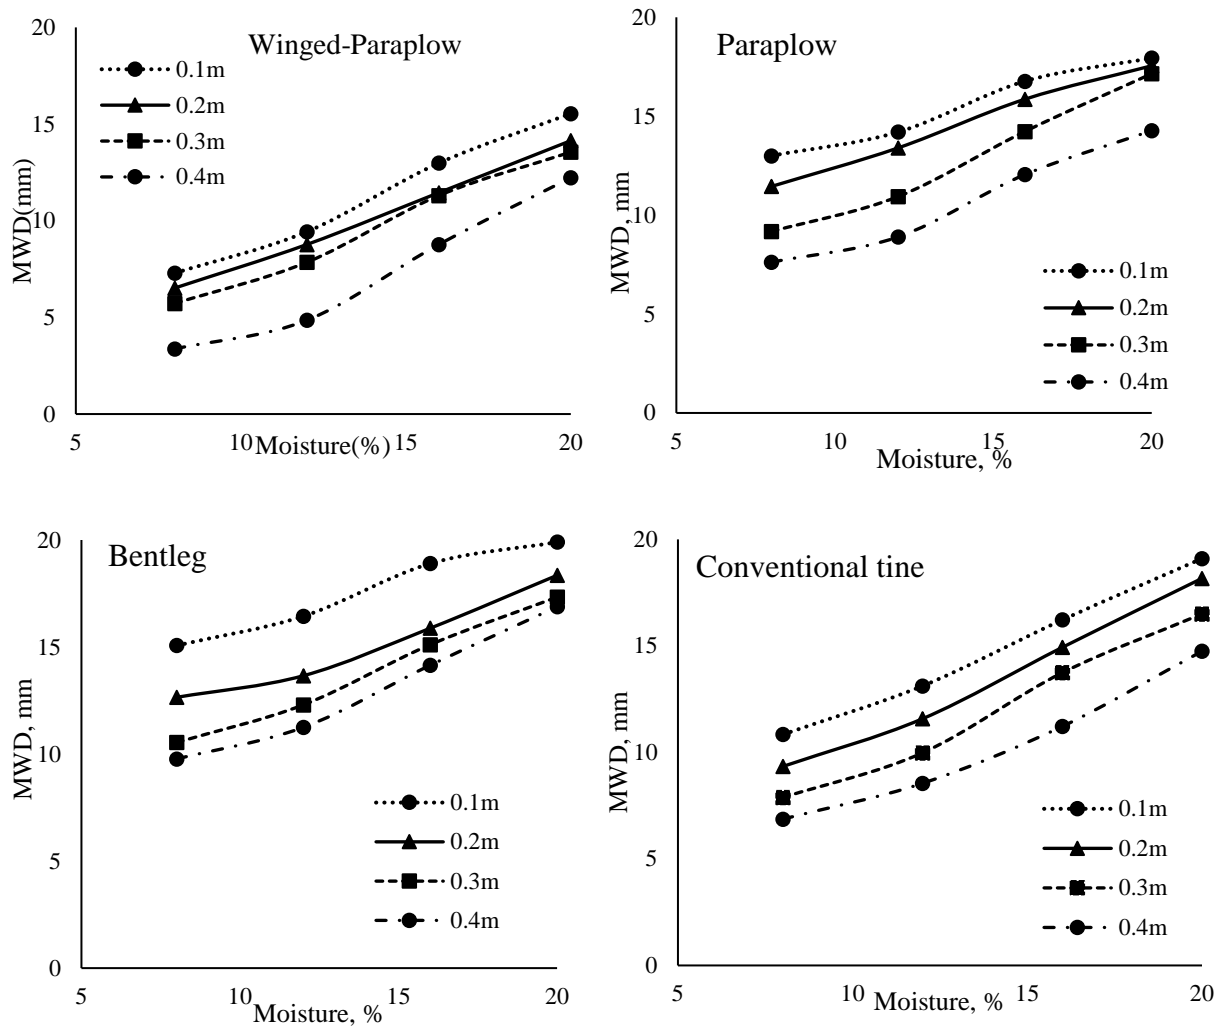 Winged-Paraplow
20
15
10
5
0
MWD(mm)
0.1m
0.2m
0.3m
0.4m
5
10
15
20
Moisture(%)
Paraplow
20
15
10
5
0
MWD, mm
0.1m
0.2m
0.3m
0.4m
5
10
15
20
Moisture, %
Bentleg
20
15
10
5
0
MWD, mm
0.1m
0.2m
0.3m
0.4m
5
10
15
20
Moisture, %
Conventional tine
20
15
10
5
0
MWD, mm
0.1m
0.2m
0.3m
0.4m
5
10
15
20
Moisture, %